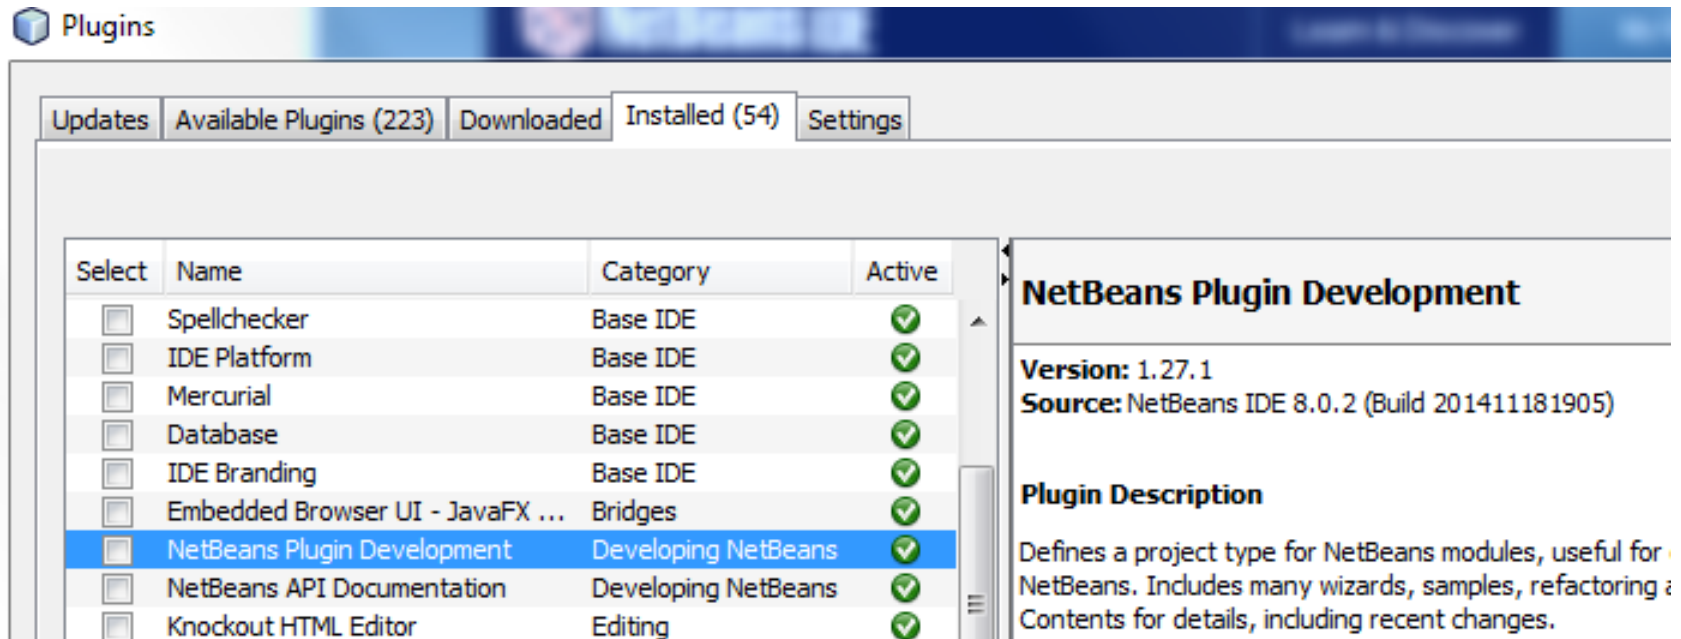 Plugins
NetBeans IDE
Learn & Discover
Updates
Available Plugins (223)
Downloaded
Installed (54)
Settings
Select Name Category Active
Spellchecker Base IDE
IDE Platform Base IDE
Mercurial Base IDE
Database Base IDE
IDE Branding Base IDE
Embedded Browser UI - JavaFX ... Bridges
NetBeans Plugin Development Developing NetBeans
NetBeans API Documentation Developing NetBeans
Knockout HTML Editor Editing
NetBeans Plugin Development
Version: 1.27.1
Source: NetBeans IDE 8.0.2 (Build 201411181905)
Plugin Description
Defines a project type for NetBeans modules, useful for
NetBeans. Includes many wizards, samples, refactoring
Contents for details, including recent changes.